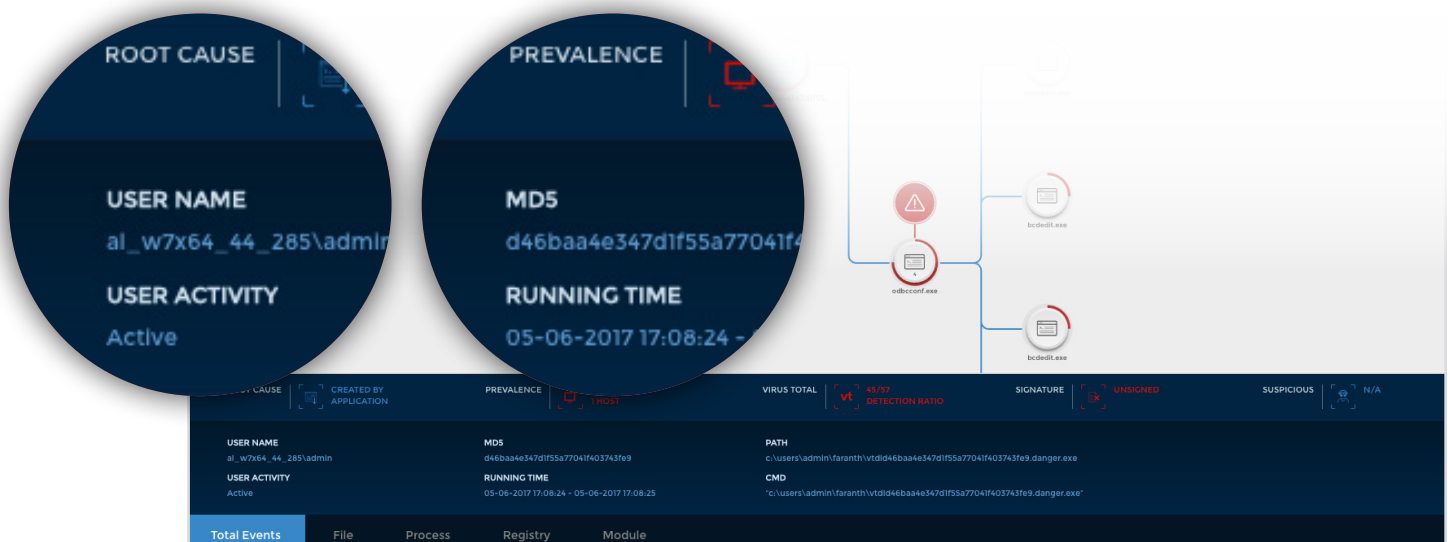 ROOT CAUSE
PREVALENCE
USER NAME
al_w7x64_44_285\admin
USER ACTIVITY
Active
MD5
d46baa4e347d1f55a77041f4
RUNNING TIME
05-06-2017 17:08:24 -
bcdedit.exe
odbcconf.exe
bcdedit.exe
CAUSE
CREATED BY
APPLICATION
PREVALENCE
1 HOST
VIRUS TOTAL
vt
45/57
DETECTION RATIO
SIGNATURE
UNSIGNED
SUSPICIOUS
N/A
USER NAME
al_w7x64_44_285\admin
USER ACTIVITY
Active
MD5
d46baa4e347d1f55a77041f403743fe9
RUNNING TIME
05-06-2017 17:08:24 - 05-06-2017 17:08:25
PATH
c:\users\admin\faranth\vtdld46baa4e347d1f55a77041f403743fe9.danger.exe
CMD
"c:\users\admin\faranth\vtdld46baa4e347d1f55a77041f403743fe9.danger.exe"
Total Events
File
Process
Registry
Module